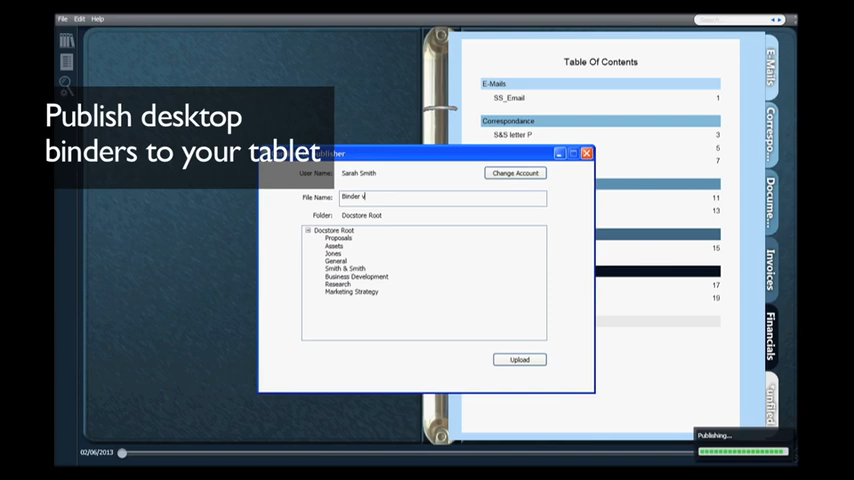 File Edit Help
Search...
Table Of Contents
E-Mails
SS_Email 1
Correspondance
S&S letter P 3
5
7
11
13
15
17
19
Publish desktop
binders to your tablet
User Name: Sarah Smith
Change Account
File Name: Binder v
Folder: Docstore Root
Docstore Root
Proposals
Assets
Jones
General
Smith & Smith
Business Development
Research
Marketing Strategy
Upload
E-Mails
Correspo...
Docume...
Invoices
Financials
Publishing...
02/06/2013